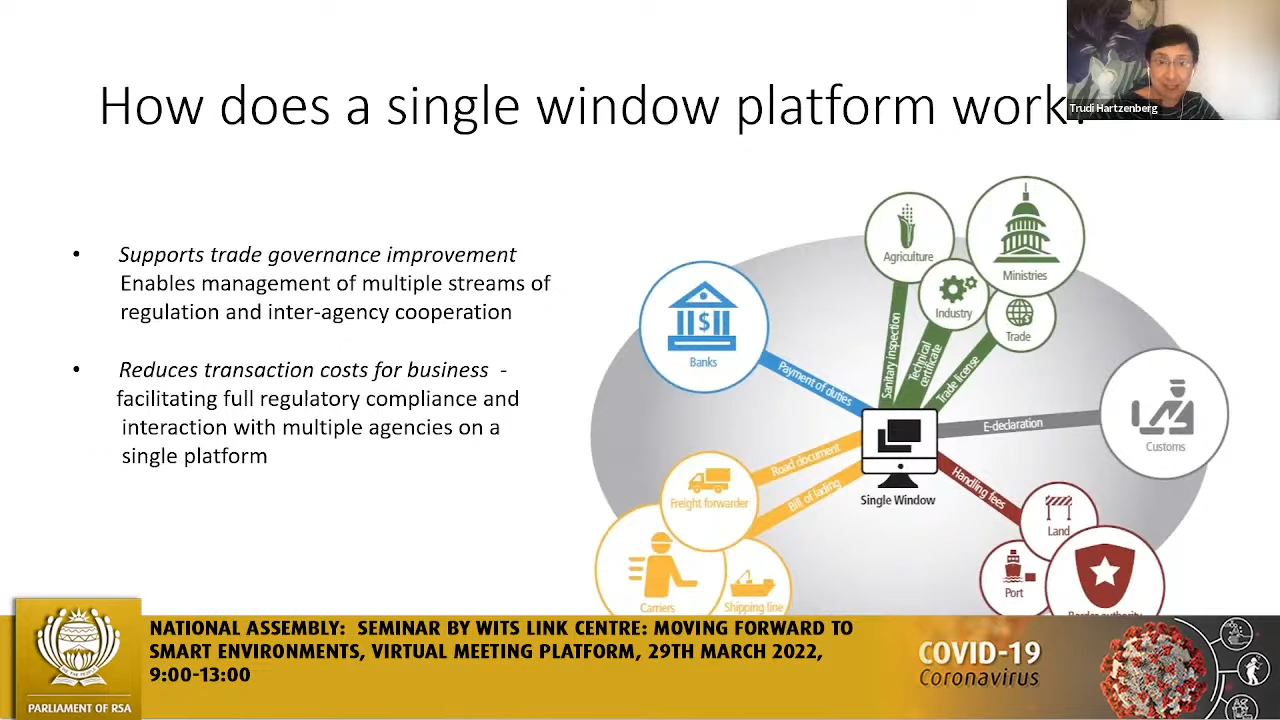 How does a single window platform work?
Trudi Hartzenberg
• Supports trade governance improvement
Enables management of multiple streams of
regulation and inter-agency cooperation
• Reduces transaction costs for business -
facilitating full regulatory compliance and
interaction with multiple agencies on a
single platform
Agriculture
Ministries
Industry
Trade
Banks
Sanitary inspection
Technical
certificate
Trade license
Payment of duties
E-declaration
Customs
Single Window
Road document
Bill of lading
Handling fees
Freight forwarder
Carriers
Shipping line
Land
Port
Border authority
NATIONAL ASSEMBLY: SEMINAR BY WITS LINK CENTRE: MOVING FORWARD TO
SMART ENVIRONMENTS, VIRTUAL MEETING PLATFORM, 29TH MARCH 2022,
9:00-13:00
PARLIAMENT OF RSA
COVID-19
Coronavirus